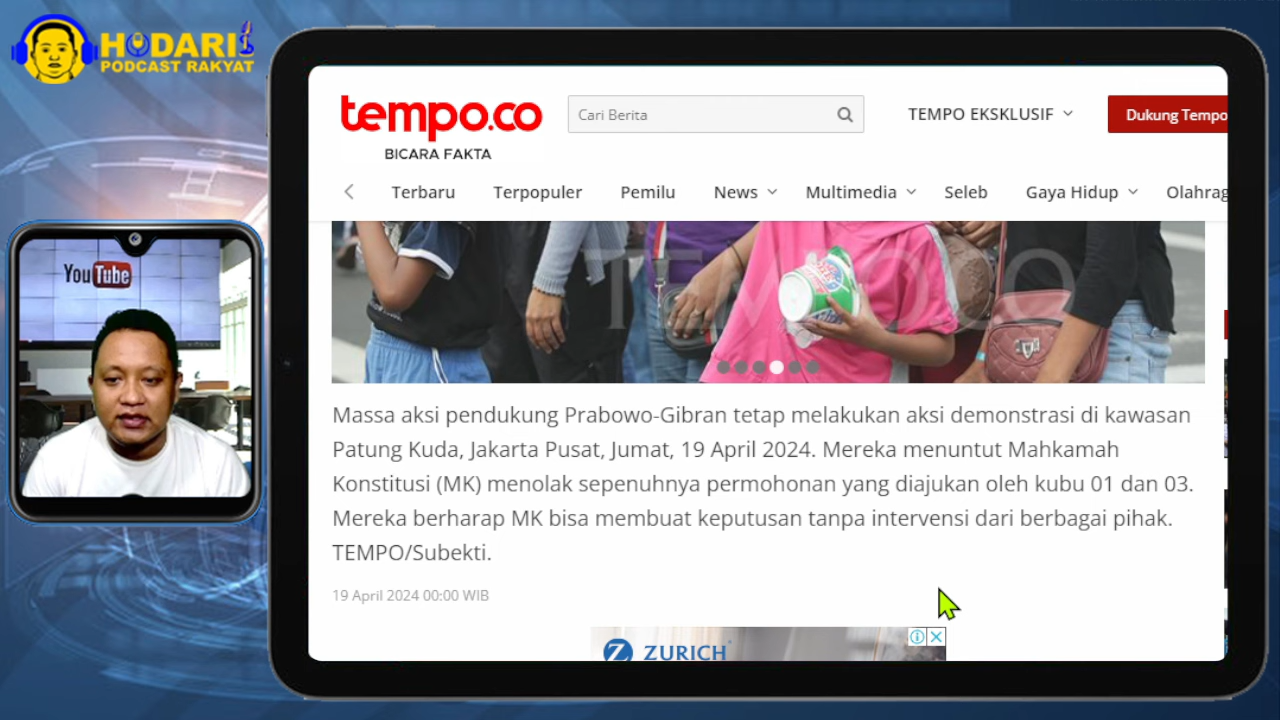 HUDARI
PODCAST RAKYAT
YouTube
tempo.co
BICARA FAKTA
Cari Berita
TEMPO EKSKLUSIF
Dukung Tempo
Terbaru
Terpopuler
Pemilu
News
Multimedia
Seleb
Gaya Hidup
Olahrag
TEMPO.CO
Massa aksi pendukung Prabowo-Gibran tetap melakukan aksi demonstrasi di kawasan
Patung Kuda, Jakarta Pusat, Jumat, 19 April 2024. Mereka menuntut Mahkamah
Konstitusi (MK) menolak sepenuhnya permohonan yang diajukan oleh kubu 01 dan 03.
Mereka berharap MK bisa membuat keputusan tanpa intervensi dari berbagai pihak.
TEMPO/Subekti.
19 April 2024 00:00 WIB
ZURICH